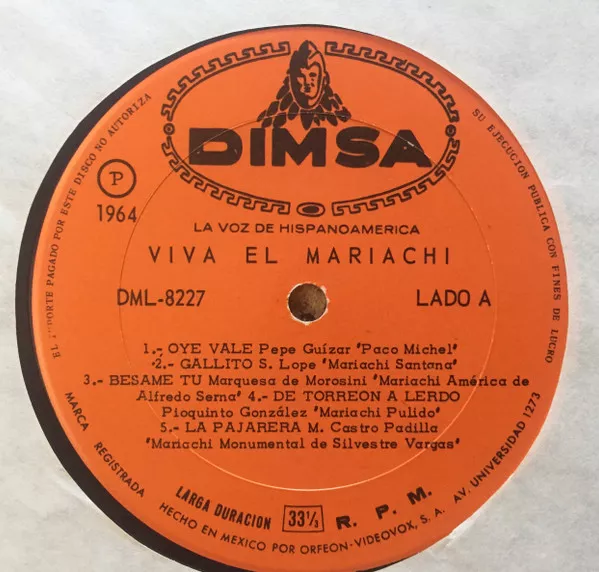 DIMSA
℗
1964
LA VOZ DE HISPANOAMERICA
VIVA EL MARIACHI
DML-8227
LADO A
1.- OYE VALE Pepe Guízar "Paco Michel"
2.- GALLITO S. Lope "Mariachi Santana"
3.- BESAME TU Marquesa de Morosini "Mariachi América de
Alfredo Serna" 4.- DE TORREON A LERDO
Pioquinto González "Mariachi Pulido"
5.- LA PAJARERA M. Castro Padilla
"Mariachi Monumental de Silvestre Vargas"
LARGA DURACION 33⅓ R. P. M.
EL IMPORTE PAGADO POR ESTE DISCO NO AUTORIZA
SU EJECUCION PUBLICA CON FINES DE LUCRO
MARCA REGISTRADA HECHO EN MEXICO POR ORFEON-VIDEOVOX, S. A. AV. UNIVERSIDAD 1273